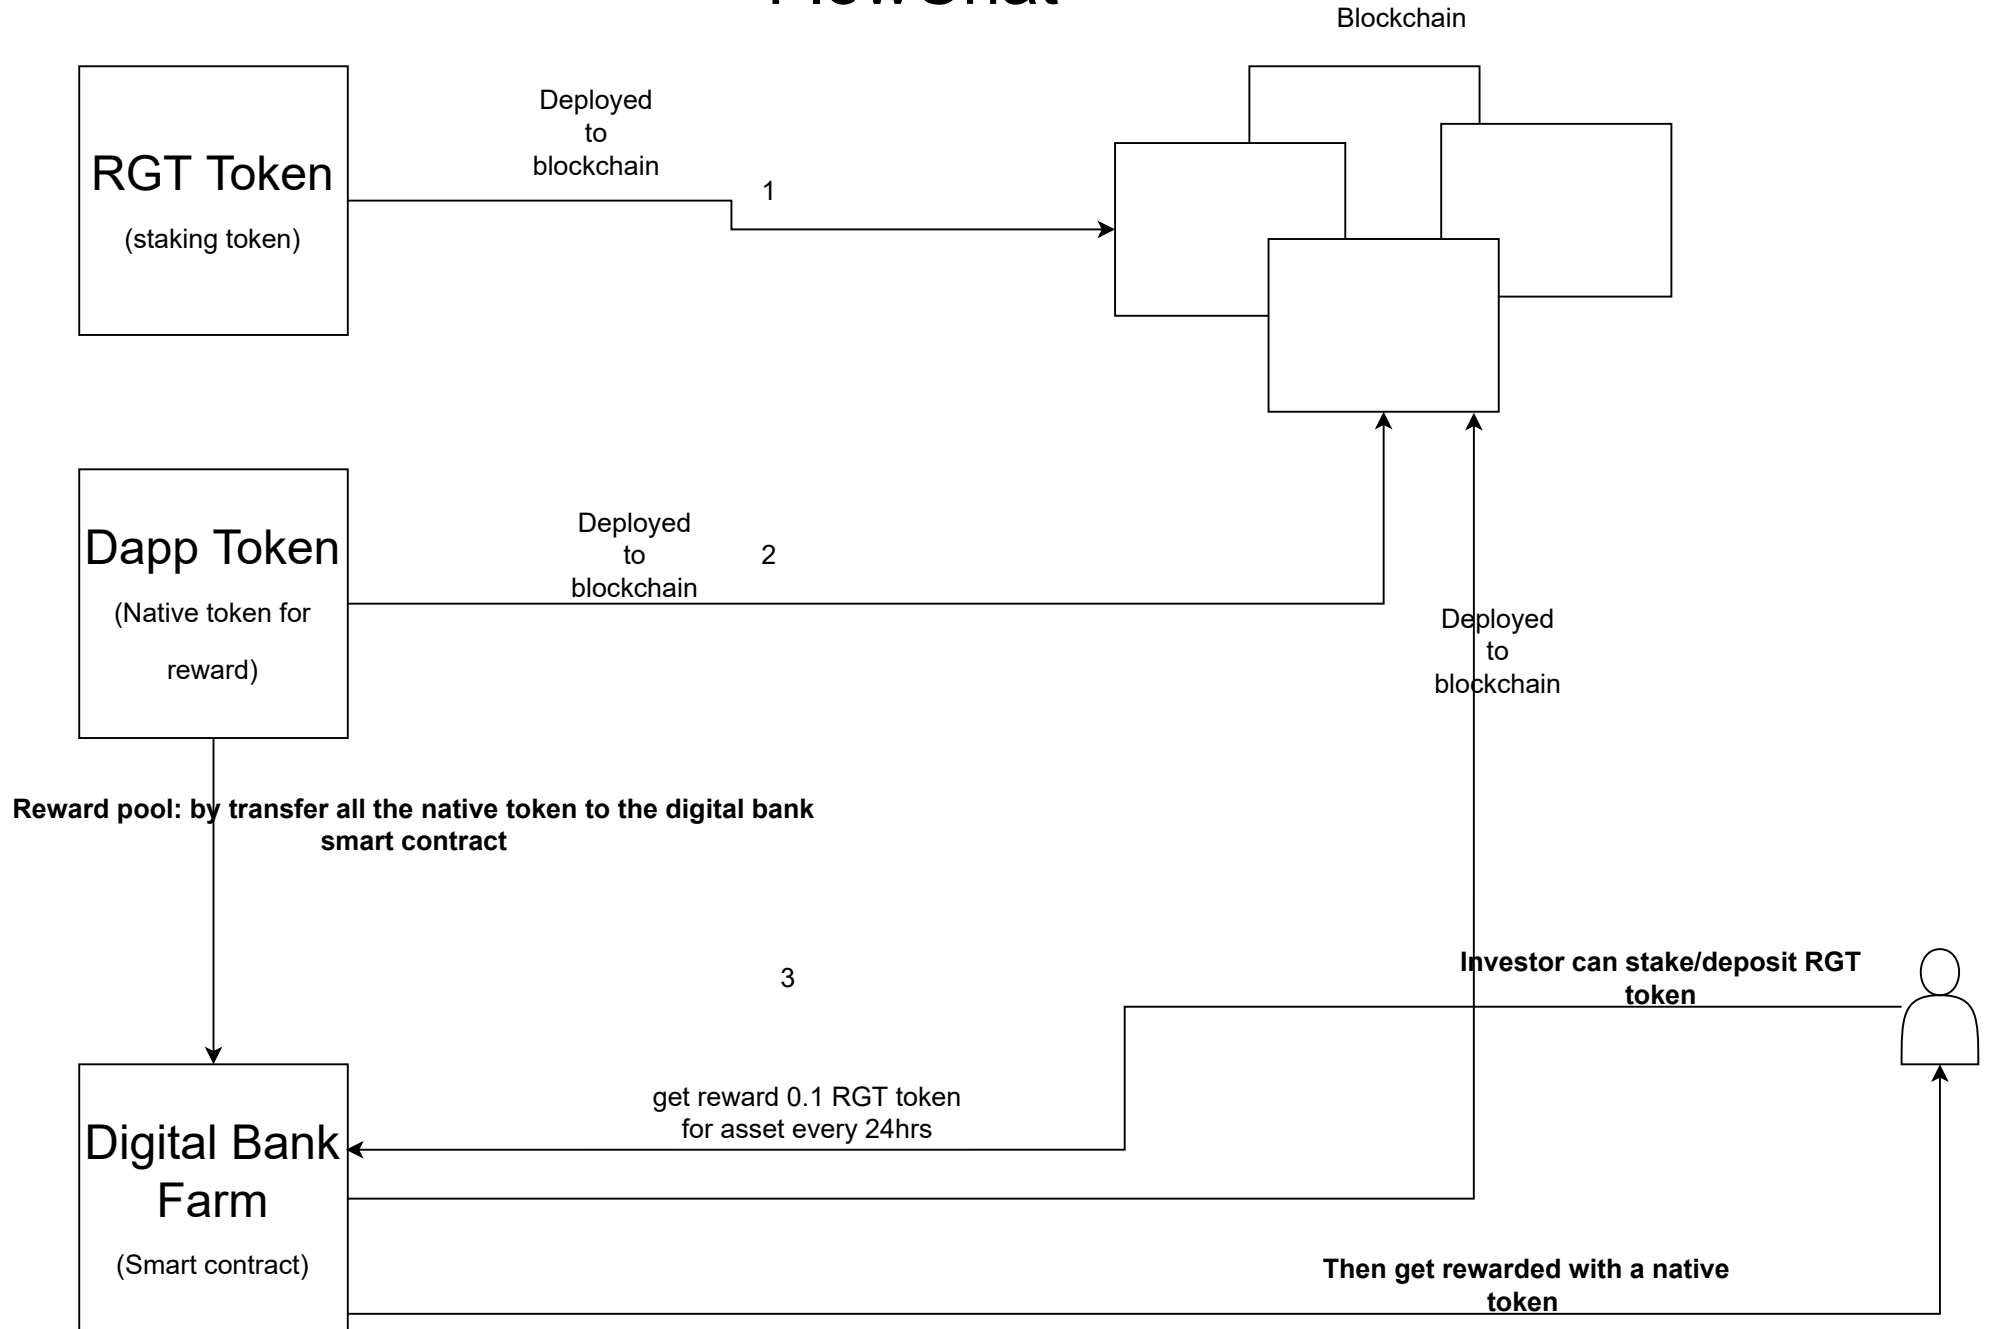 FlowChat
Blockchain
Deployed
to
blockchain
1
RGT Token
(staking token)
Deployed
to
blockchain
2
Dapp Token
(Native token for
reward)
Deployed
to
blockchain
Reward pool: by transfer all the native token to the digital bank
smart contract
Investor can stake/deposit RGT
token
3
get reward 0.1 RGT token
for asset every 24hrs
Digital Bank
Farm
(Smart contract)
Then get rewarded with a native
token